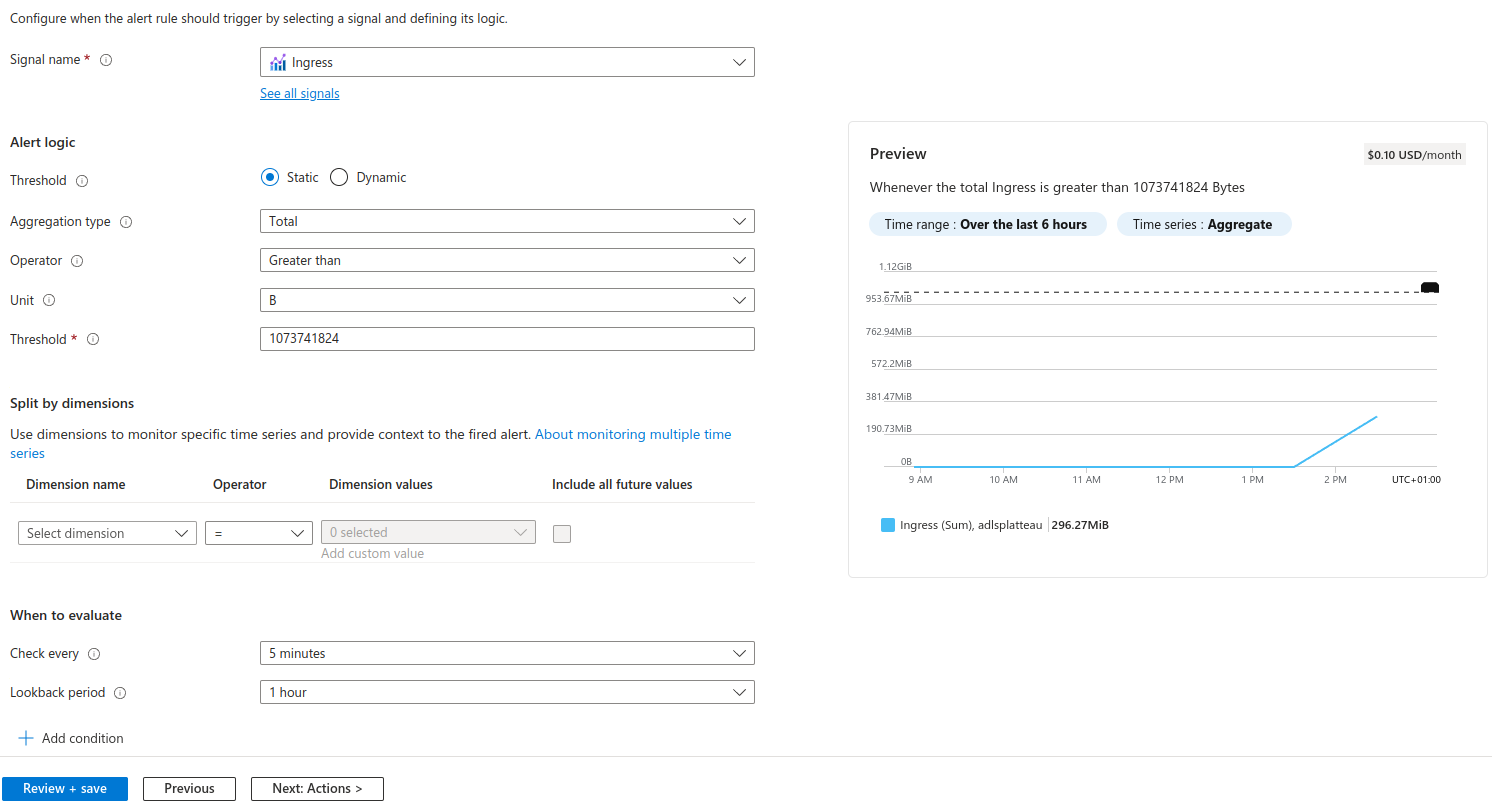 Configure when the alert rule should trigger by selecting a signal and defining its logic.
Signal name *
Ingress
See all signals
Alert logic
Threshold
Static
Dynamic
Aggregation type
Total
Operator
Greater than
Unit
B
Threshold *
1073741824
Split by dimensions
Use dimensions to monitor specific time series and provide context to the fired alert. About monitoring multiple time
series
Dimension name Operator Dimension values Include all future values
Select dimension = 0 selected
Add custom value
When to evaluate
Check every
5 minutes
Lookback period
1 hour
Add condition
Review + save
Previous
Next: Actions >
Preview
$0.10 USD/month
Whenever the total Ingress is greater than 1073741824 Bytes
Time range : Over the last 6 hours
Time series : Aggregate
1.12GiB
953.67MiB
762.94MiB
572.2MiB
381.47MiB
190.73MiB
0B
9 AM 10 AM 11 AM 12 PM 1 PM 2 PM UTC+01:00
Ingress (Sum), adlsplatteau 296.27MiB